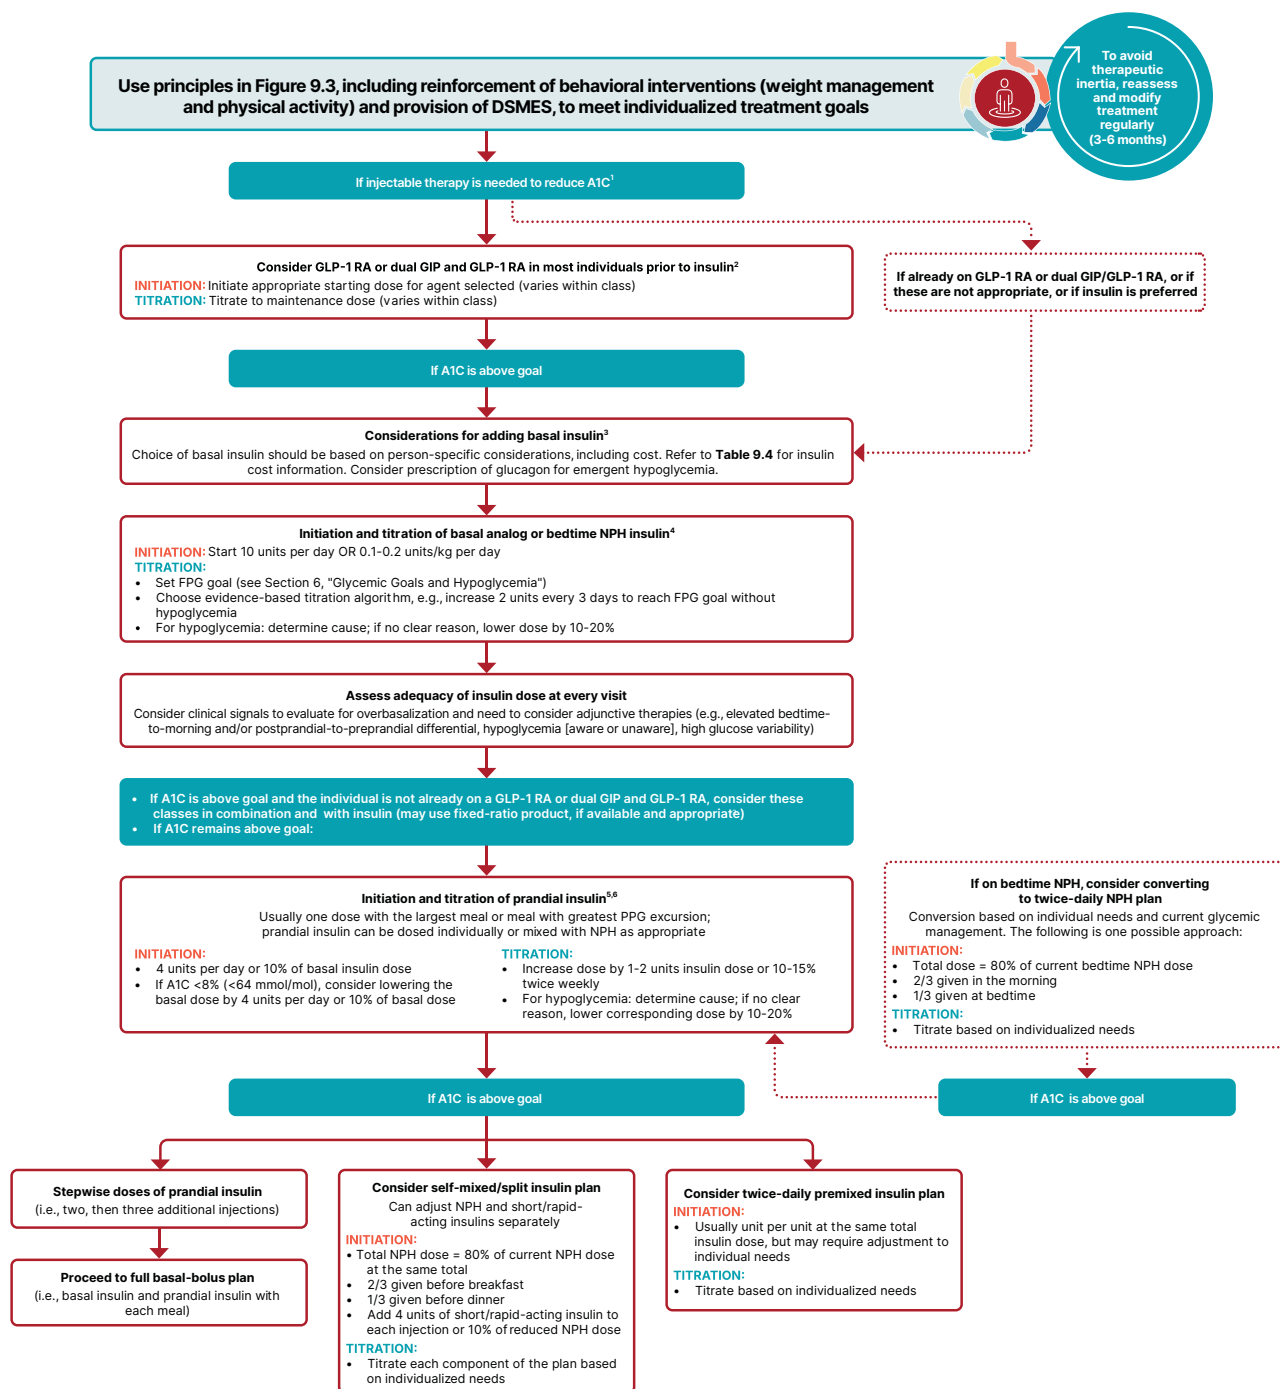 Use principles in Figure 9.3, including reinforcement of behavioral interventions (weight management
and physical activity) and provision of DSMES, to meet individualized treatment goals
To avoid
therapeutic
inertia, reassess
and modify
treatment
regularly
(3-6 months)
If injectable therapy is needed to reduce A1C¹
Consider GLP-1 RA or dual GIP and GLP-1 RA in most individuals prior to insulin²
INITIATION: Initiate appropriate starting dose for agent selected (varies within class)
TITRATION: Titrate to maintenance dose (varies within class)
If already on GLP-1 RA or dual GIP/GLP-1 RA, or if
these are not appropriate, or if insulin is preferred
If A1C is above goal
Considerations for adding basal insulin³
Choice of basal insulin should be based on person-specific considerations, including cost. Refer to Table 9.4 for insulin
cost information. Consider prescription of glucagon for emergent hypoglycemia.
Initiation and titration of basal analog or bedtime NPH insulin⁴
INITIATION: Start 10 units per day OR 0.1-0.2 units/kg per day
TITRATION:
• Set FPG goal (see Section 6, "Glycemic Goals and Hypoglycemia")
• Choose evidence-based titration algorithm, e.g., increase 2 units every 3 days to reach FPG goal without
hypoglycemia
• For hypoglycemia: determine cause; if no clear reason, lower dose by 10-20%
Assess adequacy of insulin dose at every visit
Consider clinical signals to evaluate for overbasalization and need to consider adjunctive therapies (e.g., elevated bedtime-
to-morning and/or postprandial-to-preprandial differential, hypoglycemia [aware or unaware], high glucose variability)
• If A1C is above goal and the individual is not already on a GLP-1 RA or dual GIP and GLP-1 RA, consider these
classes in combination and with insulin (may use fixed-ratio product, if available and appropriate)
• If A1C remains above goal:
Initiation and titration of prandial insulin⁵,⁶
Usually one dose with the largest meal or meal with greatest PPG excursion;
prandial insulin can be dosed individually or mixed with NPH as appropriate
INITIATION:
• 4 units per day or 10% of basal insulin dose
• If A1C <8% (<64 mmol/mol), consider lowering the
basal dose by 4 units per day or 10% of basal dose
TITRATION:
• Increase dose by 1-2 units insulin dose or 10-15%
twice weekly
• For hypoglycemia: determine cause; if no clear
reason, lower corresponding dose by 10-20%
If on bedtime NPH, consider converting
to twice-daily NPH plan
Conversion based on individual needs and current glycemic
management. The following is one possible approach:
INITIATION:
• Total dose = 80% of current bedtime NPH dose
• 2/3 given in the morning
• 1/3 given at bedtime
TITRATION:
• Titrate based on individualized needs
If A1C is above goal
If A1C is above goal
Stepwise doses of prandial insulin
(i.e., two, then three additional injections)
Proceed to full basal-bolus plan
(i.e., basal insulin and prandial insulin with
each meal)
Consider self-mixed/split insulin plan
Can adjust NPH and short/rapid-
acting insulins separately
INITIATION:
• Total NPH dose = 80% of current NPH dose
at the same total
• 2/3 given before breakfast
• 1/3 given before dinner
• Add 4 units of short/rapid-acting insulin to
each injection or 10% of reduced NPH dose
TITRATION:
• Titrate each component of the plan based
on individualized needs
Consider twice-daily premixed insulin plan
INITIATION:
• Usually unit per unit at the same total
insulin dose, but may require adjustment to
individual needs
TITRATION:
• Titrate based on individualized needs